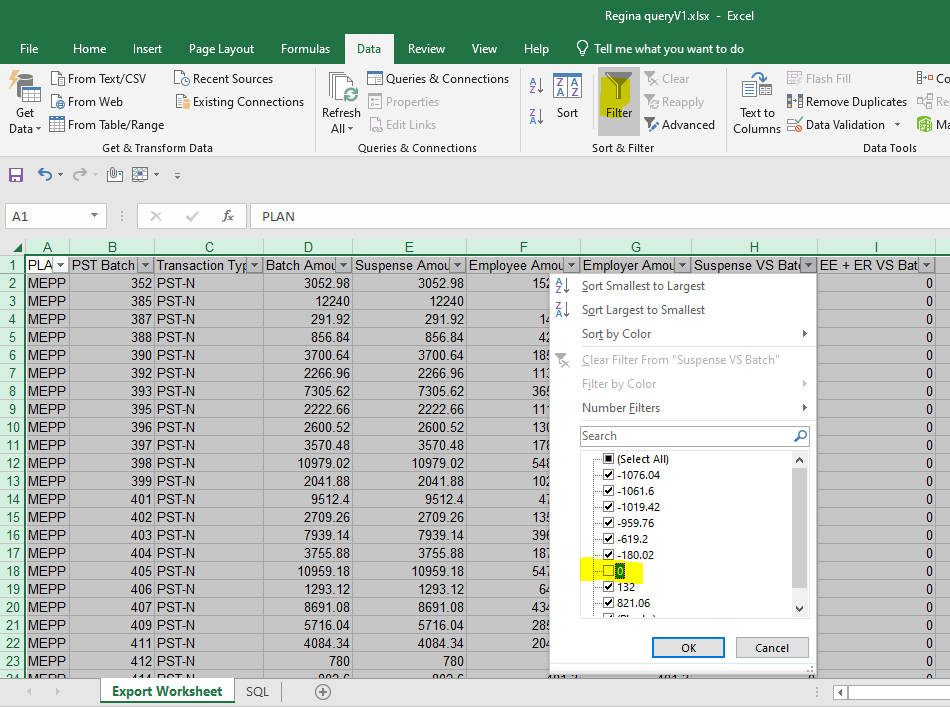 Regina queryV1.xlsx - Excel
File Home Insert Page Layout Formulas Data Review View Help Tell me what you want to do
From Text/CSV Recent Sources Queries & Connections Clear Flash Fill
From Web Existing Connections Properties Reapply Remove Duplicates
Get Data From Table/Range Refresh All Edit Links Sort Filter Advanced Text to Columns Data Validation
Get & Transform Data Queries & Connections Sort & Filter Data Tools
A1 fx PLAN
A B C D E F G H I
1 PLA PST Batch Transaction Typ Batch Amou Suspense Amou Employee Amou Employer Amou Suspense VS Bat EE + ER VS Bat
2 MEPP 352 PST-N 3052.98 3052.98 152 0
3 MEPP 385 PST-N 12240 12240 0
4 MEPP 387 PST-N 291.92 291.92 14 0
5 MEPP 388 PST-N 856.84 856.84 42 0
6 MEPP 390 PST-N 3700.64 3700.64 185 0
7 MEPP 392 PST-N 2266.96 2266.96 113 0
8 MEPP 393 PST-N 7305.62 7305.62 365 0
9 MEPP 395 PST-N 2222.66 2222.66 111 0
10 MEPP 396 PST-N 2600.52 2600.52 130 0
11 MEPP 397 PST-N 3570.48 3570.48 178 0
12 MEPP 398 PST-N 10979.02 10979.02 548 0
13 MEPP 399 PST-N 2041.88 2041.88 102 0
14 MEPP 401 PST-N 9512.4 9512.4 47 0
15 MEPP 402 PST-N 2709.26 2709.26 135 0
16 MEPP 403 PST-N 7939.14 7939.14 396 0
17 MEPP 404 PST-N 3755.88 3755.88 187 0
18 MEPP 405 PST-N 10959.18 10959.18 547 0
19 MEPP 406 PST-N 1293.12 1293.12 64 0
20 MEPP 407 PST-N 8691.08 8691.08 434 0
21 MEPP 409 PST-N 5716.04 5716.04 285 0
22 MEPP 411 PST-N 4084.34 4084.34 204 0
23 MEPP 412 PST-N 780 780 0
Sort Smallest to Largest
Sort Largest to Smallest
Sort by Color
Clear Filter From "Suspense VS Batch"
Filter by Color
Number Filters
Search
(Select All)
-1076.04
-1061.6
-1019.42
-959.76
-619.2
-180.02
0
132
821.06
OK Cancel
Export Worksheet SQL